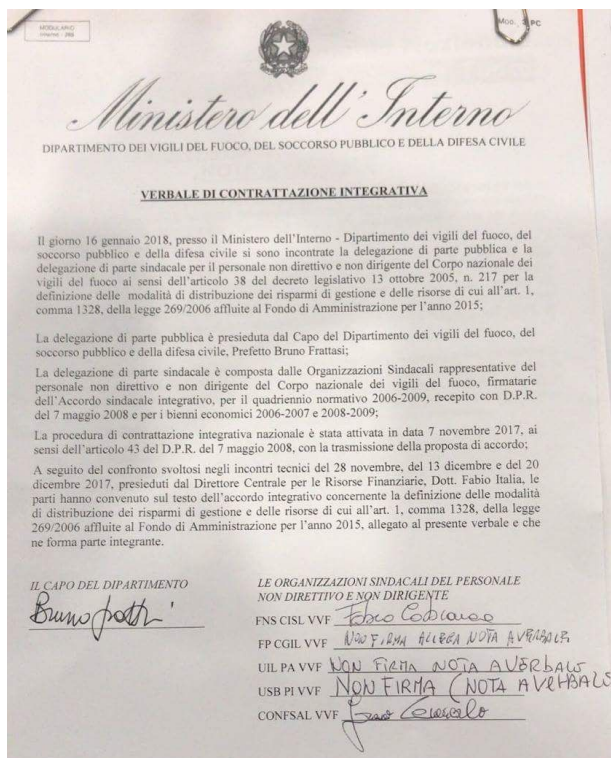 MODULARIO
Interno - 269
Mod. 3 PC
Ministero dell'Interno
DIPARTIMENTO DEI VIGILI DEL FUOCO, DEL SOCCORSO PUBBLICO E DELLA DIFESA CIVILE
VERBALE DI CONTRATTAZIONE INTEGRATIVA
Il giorno 16 gennaio 2018, presso il Ministero dell'Interno - Dipartimento dei vigili del fuoco, del
soccorso pubblico e della difesa civile si sono incontrate la delegazione di parte pubblica e la
delegazione di parte sindacale per il personale non direttivo e non dirigente del Corpo nazionale dei
vigili del fuoco ai sensi dell'articolo 38 del decreto legislativo 13 ottobre 2005, n. 217 per la
definizione delle modalità di distribuzione dei risparmi di gestione e delle risorse di cui all'art. 1,
comma 1328, della legge 269/2006 affluite al Fondo di Amministrazione per l'anno 2015;
La delegazione di parte pubblica è presieduta dal Capo del Dipartimento dei vigili del fuoco, del
soccorso pubblico e della difesa civile, Prefetto Bruno Frattasi;
La delegazione di parte sindacale è composta dalle Organizzazioni Sindacali rappresentative del
personale non direttivo e non dirigente del Corpo nazionale dei vigili del fuoco, firmatarie
dell'Accordo sindacale integrativo, per il quadriennio normativo 2006-2009, recepito con D.P.R.
del 7 maggio 2008 e per i bienni economici 2006-2007 e 2008-2009;
La procedura di contrattazione integrativa nazionale è stata attivata in data 7 novembre 2017, ai
sensi dell'articolo 43 del D.P.R. del 7 maggio 2008, con la trasmissione della proposta di accordo;
A seguito del confronto svoltosi negli incontri tecnici del 28 novembre, del 13 dicembre e del 20
dicembre 2017, presieduti dal Direttore Centrale per le Risorse Finanziarie, Dott. Fabio Italia, le
parti hanno convenuto sul testo dell'accordo integrativo concernente la definizione delle modalità
di distribuzione dei risparmi di gestione e delle risorse di cui all'art. 1, comma 1328, della legge
269/2006 affluite al Fondo di Amministrazione per l'anno 2015, allegato al presente verbale e che
ne forma parte integrante.
IL CAPO DEL DIPARTIMENTO
Bruno
LE ORGANIZZAZIONI SINDACALI DEL PERSONALE
NON DIRETTIVO E NON DIRIGENTE
FNS CISL VVF
FP CGIL VVF NON FIRMA ALLEGA NOTA A VERBALE
UIL PA VVF NON FIRMA NOTA A VERBALE
USB PI VVF NON FIRMA (NOTA A VERBALE
CONFSAL VVF